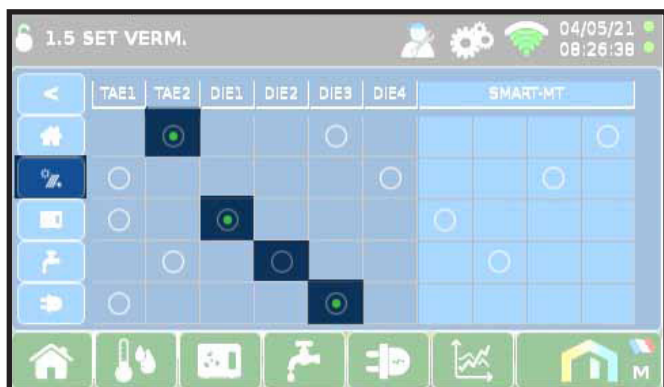 1.5 SET VERM.
04/05/21
08:26:38
< TAE1 TAE2 DIE1 DIE2 DIE3 DIE4 SMART-MT
M